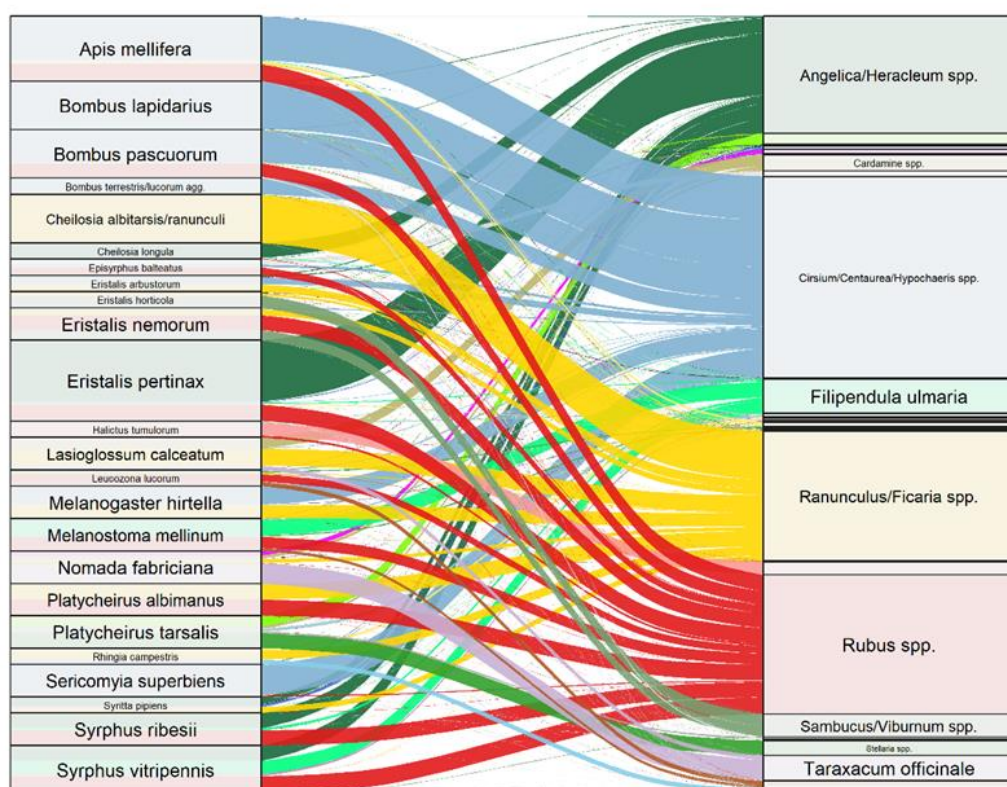 Apis mellifera
Bombus lapidarius
Bombus pascuorum
Bombus terrestris/lucorum agg.
Cheilosia albitarsis/ranunculi
Cheilosia longula
Episyrphus balteatus
Eristalis arbustorum
Eristalis horticola
Eristalis nemorum
Eristalis pertinax
Halictus tumulorum
Lasioglossum calceatum
Leucozona lucorum
Melanogaster hirtella
Melanostoma mellinum
Nomada fabriciana
Platycheirus albimanus
Platycheirus tarsalis
Rhingia campestris
Sericomyia superbiens
Syritta pipiens
Syrphus ribesii
Syrphus vitripennis
Angelica/Heracleum spp.
Cardamine spp.
Cirsium/Centaurea/Hypochaeris spp.
Filipendula ulmaria
Ranunculus/Ficaria spp.
Rubus spp.
Sambucus/Viburnum spp.
Stellaria spp.
Taraxacum officinale